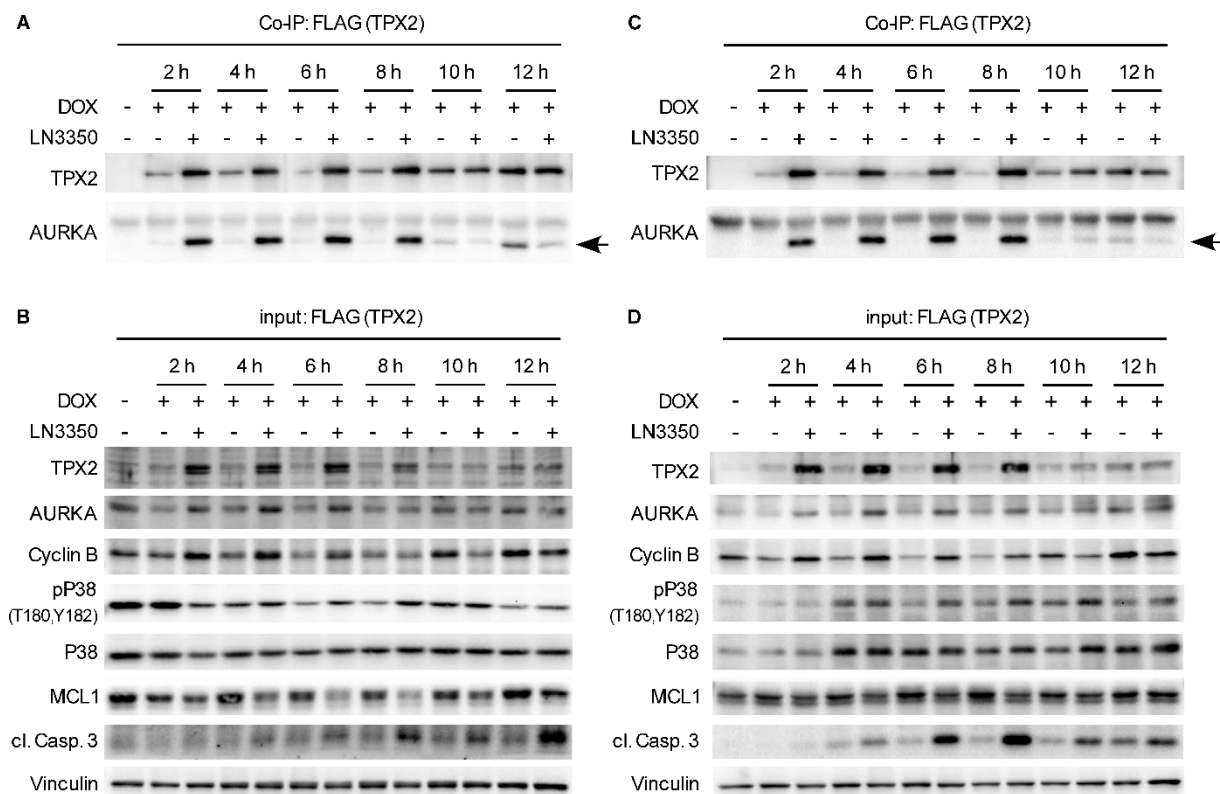 A
Co-IP: FLAG (TPX2)
2 h 4 h 6 h 8 h 10 h 12 h
DOX - + + + + + + + + + + + +
LN3350 - - + - + - + - + - + - +
TPX2
AURKA
B
input: FLAG (TPX2)
2 h 4 h 6 h 8 h 10 h 12 h
DOX - + + + + + + + + + + + +
LN3350 - - + - + - + - + - + - +
TPX2
AURKA
Cyclin B
pP38
(T180,Y182)
P38
MCL1
cl. Casp. 3
Vinculin
C
Co-IP: FLAG (TPX2)
2 h 4 h 6 h 8 h 10 h 12 h
DOX - + + + + + + + + + + + +
LN3350 - - + - + - + - + - + - +
TPX2
AURKA
D
input: FLAG (TPX2)
2 h 4 h 6 h 8 h 10 h 12 h
DOX - + + + + + + + + + + + +
LN3350 - - + - + - + - + - + - +
TPX2
AURKA
Cyclin B
pP38
(T180,Y182)
P38
MCL1
cl. Casp. 3
Vinculin